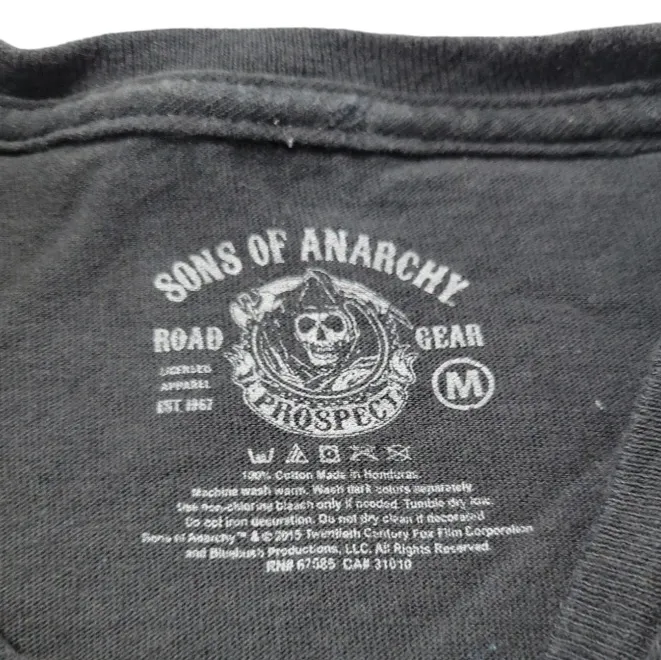 SONS OF ANARCHY
ROAD GEAR
LICENSED
APPAREL
EST. 1967
M
PROSPECT
100% Cotton Made in Honduras
Machine wash warm. Wash dark colors separately.
Use non-chlorine bleach only if needed. Tumble dry low.
Do not iron decoration. Do not dry clean if decorated
Sons of Anarchy™ & © 2015 Twentieth Century Fox Film Corporation
and Bluebush Productions, LLC. All Rights Reserved.
RN# 67585 CA# 31010